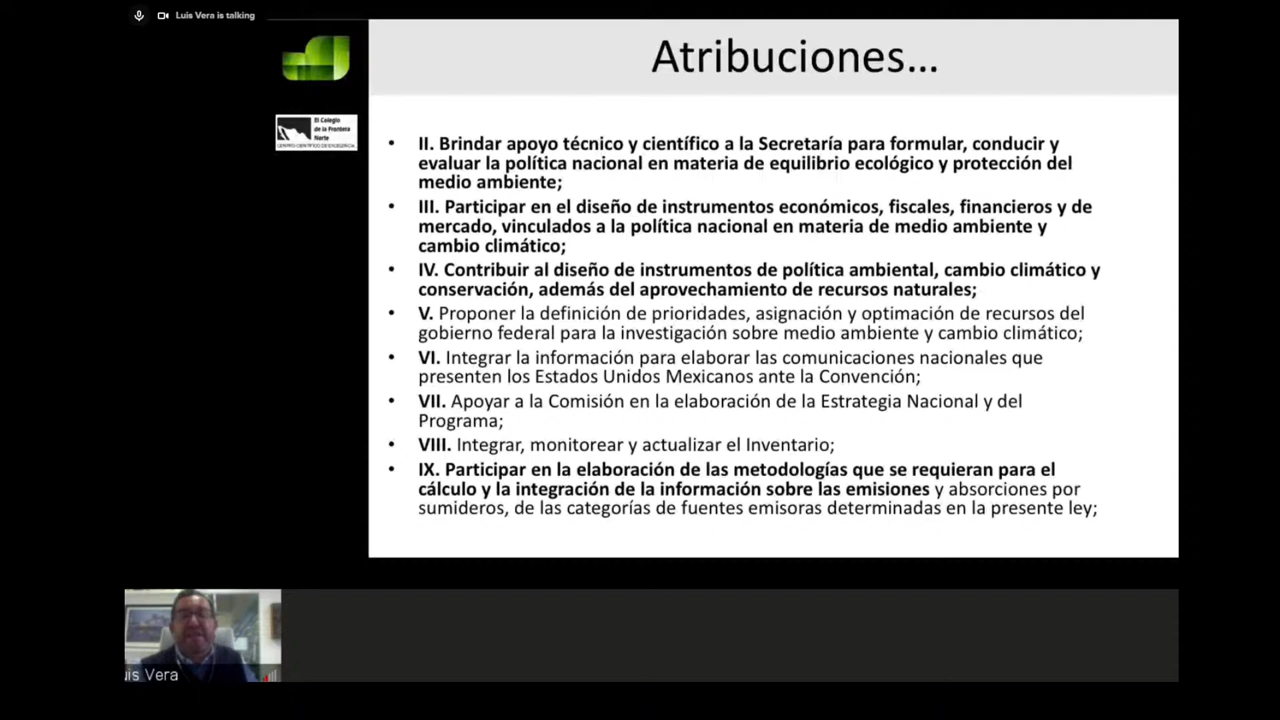 Luis Vera is talking
Atribuciones...
El Colegio
de la Frontera
Norte
CENTRO CIENTÍFICO DE EXCELENCIA
• II. Brindar apoyo técnico y científico a la Secretaría para formular, conducir y
evaluar la política nacional en materia de equilibrio ecológico y protección del
medio ambiente;
• III. Participar en el diseño de instrumentos económicos, fiscales, financieros y de
mercado, vinculados a la política nacional en materia de medio ambiente y
cambio climático;
• IV. Contribuir al diseño de instrumentos de política ambiental, cambio climático y
conservación, además del aprovechamiento de recursos naturales;
• V. Proponer la definición de prioridades, asignación y optimación de recursos del
gobierno federal para la investigación sobre medio ambiente y cambio climático;
• VI. Integrar la información para elaborar las comunicaciones nacionales que
presenten los Estados Unidos Mexicanos ante la Convención;
• VII. Apoyar a la Comisión en la elaboración de la Estrategia Nacional y del
Programa;
• VIII. Integrar, monitorear y actualizar el Inventario;
• IX. Participar en la elaboración de las metodologías que se requieran para el
cálculo y la integración de la información sobre las emisiones y absorciones por
sumideros, de las categorías de fuentes emisoras determinadas en la presente ley;
uis Vera